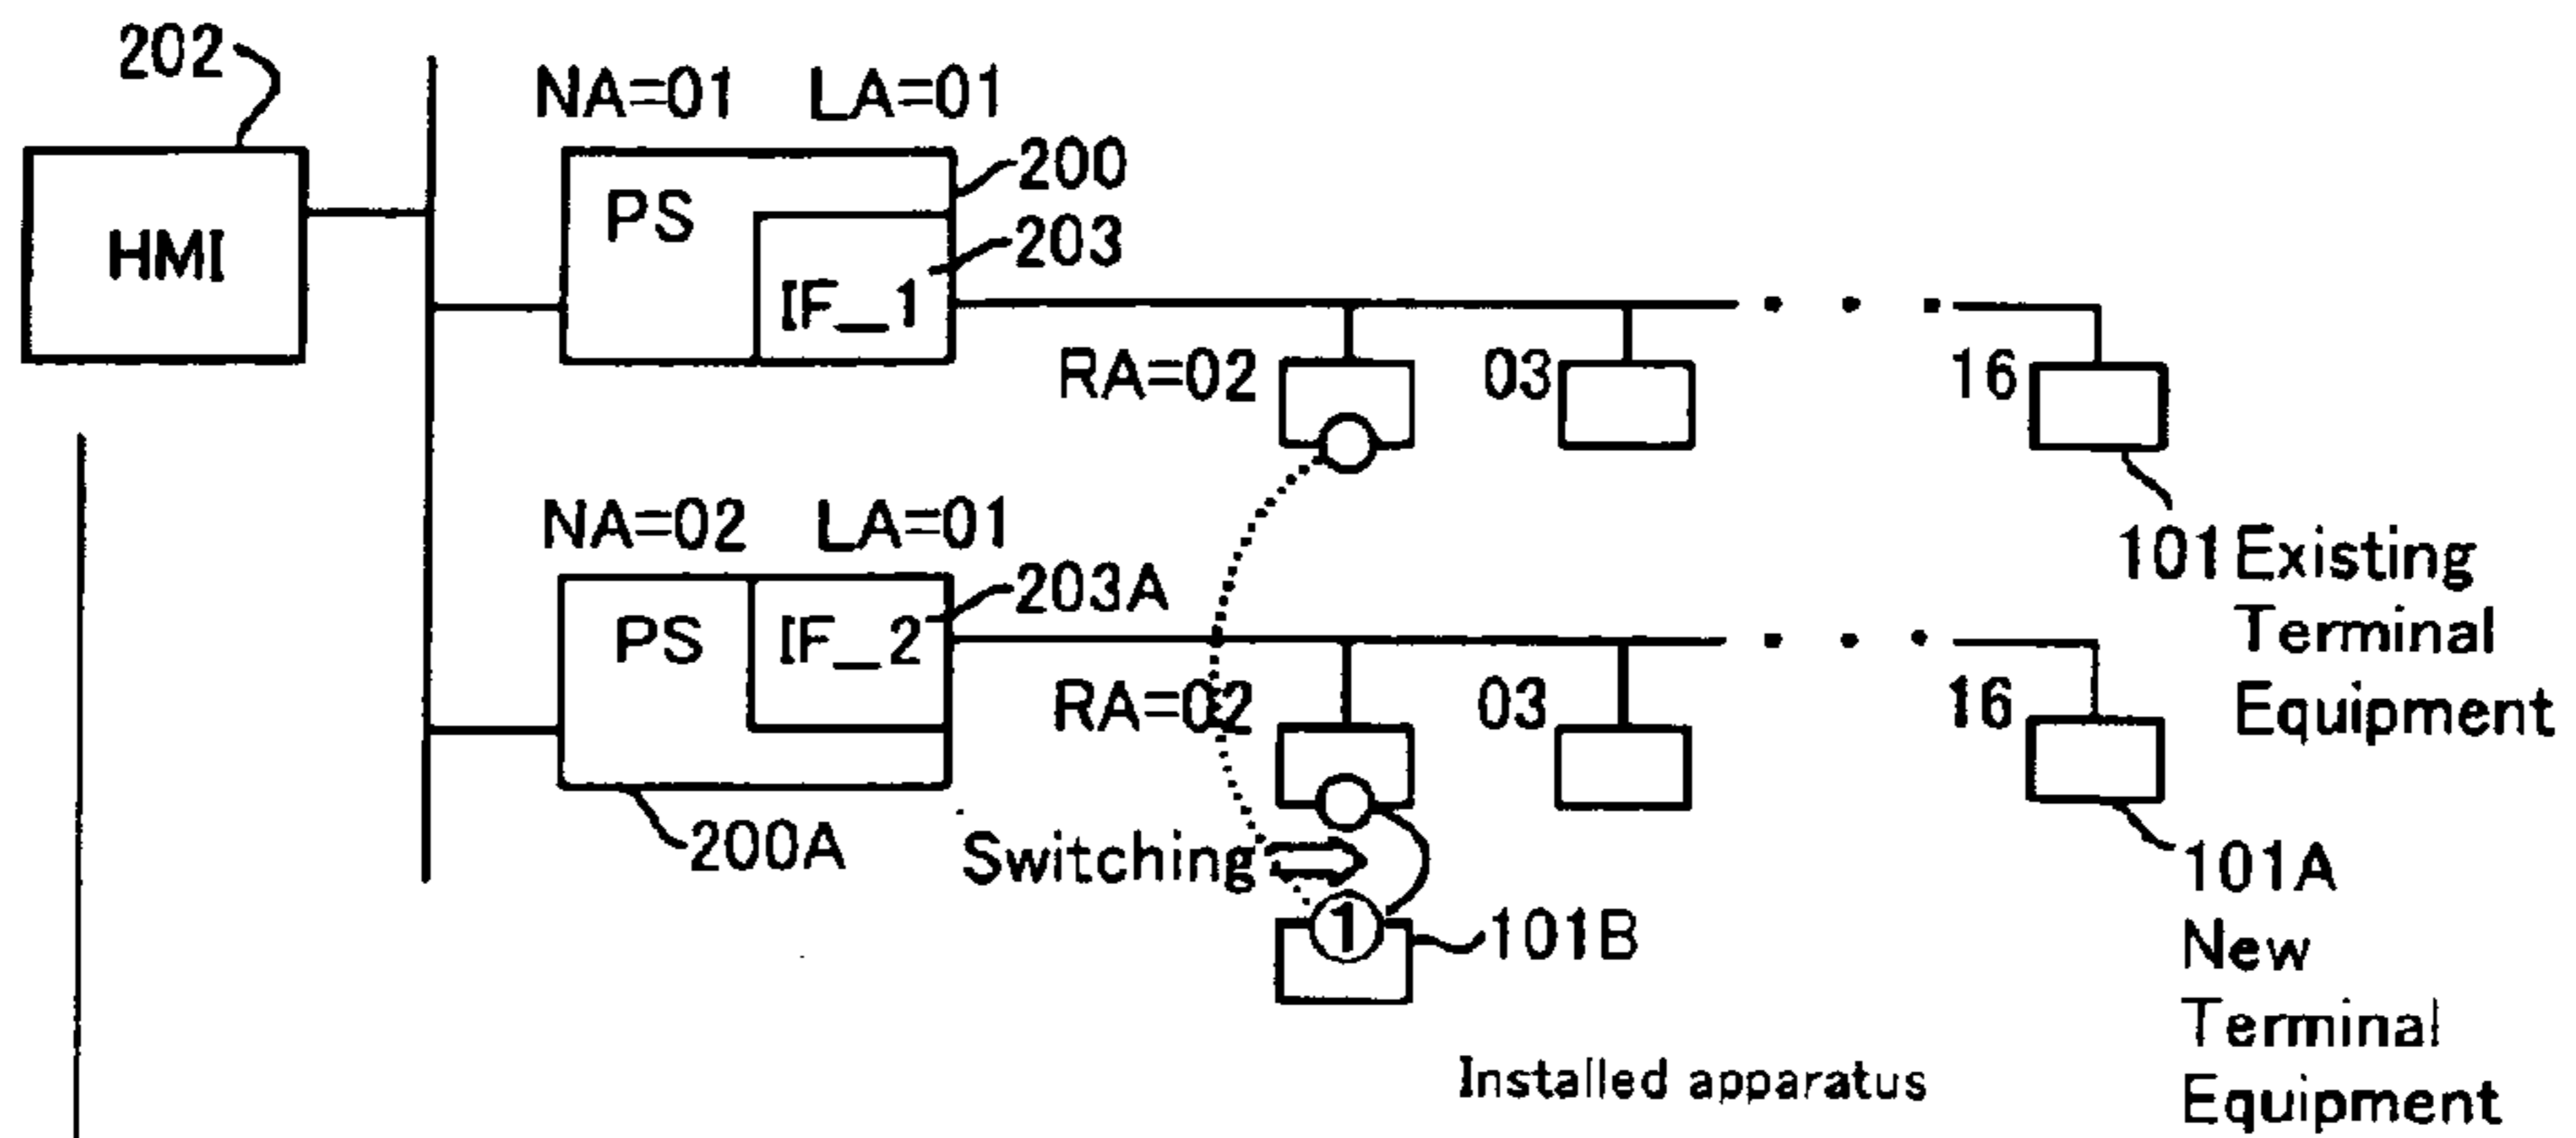 202
NA=01 LA=01
200
HMI
PS
203
IF_1
RA=02
03
16
101 Existing
Terminal
Equipment
NA=02 LA=01
203A
PS
IF_2
RA=02
03
16
200A
Switching
101A
New
Terminal
Equipment
1
101B
Installed apparatus